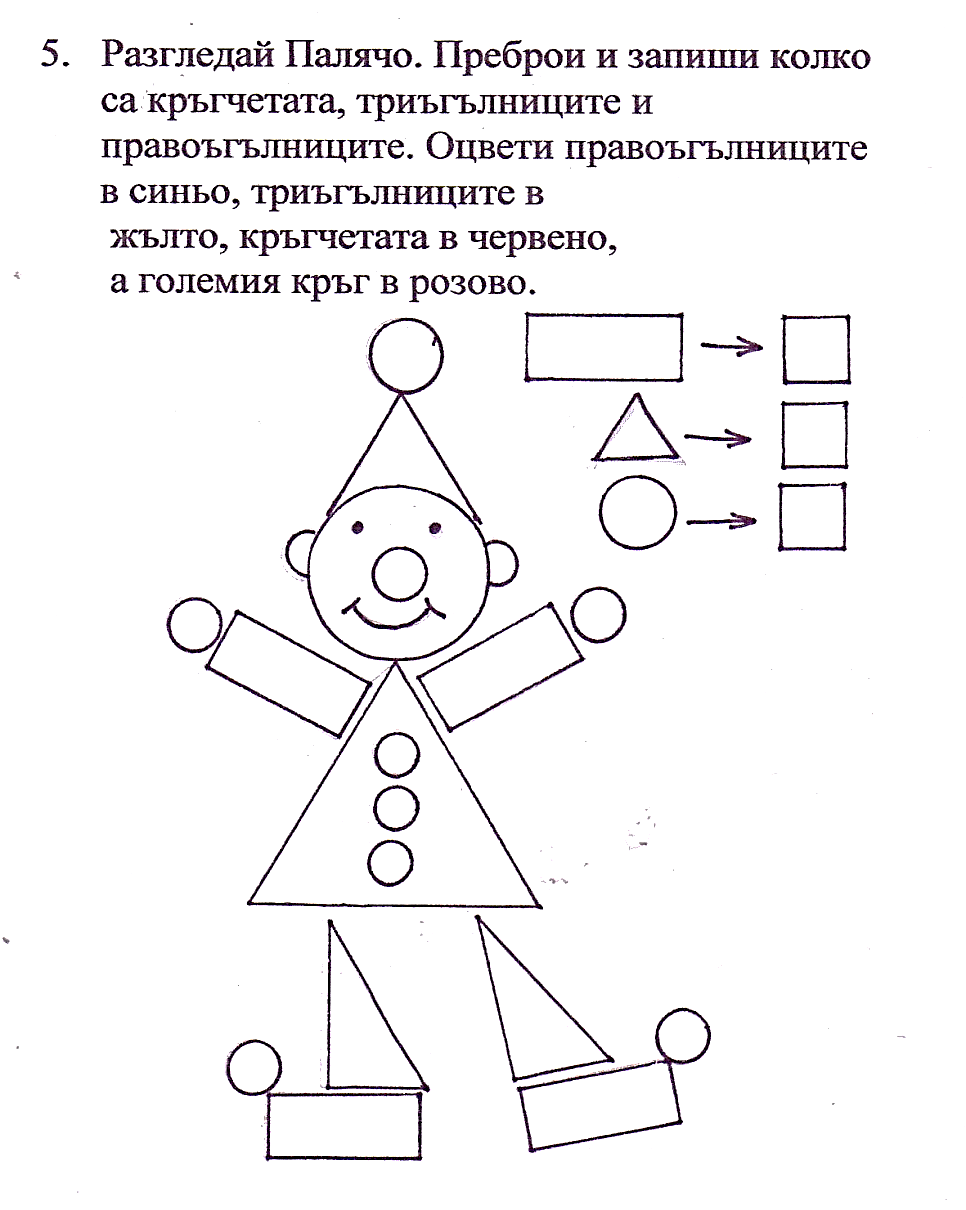 5. Разгледай Палячо. Преброи и запиши колко
са кръгчетата, триъгълниците и
правоъгълниците. Оцвети правоъгълниците
в синьо, триъгълниците в
жълто, кръгчетата в червено,
а големия кръг в розово.